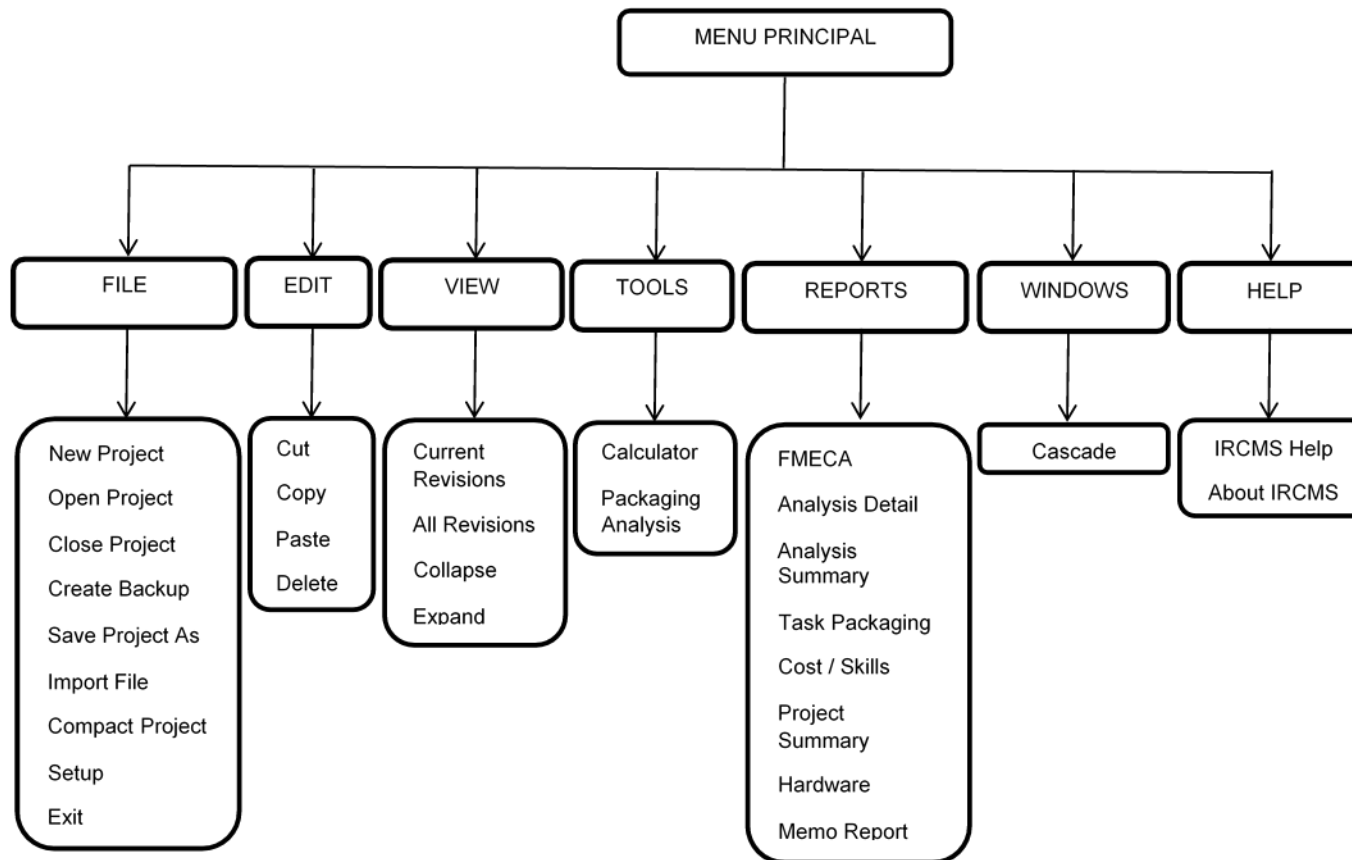 MENU PRINCIPAL
FILE
EDIT
VIEW
TOOLS
REPORTS
WINDOWS
HELP
New Project
Open Project
Close Project
Create Backup
Save Project As
Import File
Compact Project
Setup
Exit
Cut
Copy
Paste
Delete
Current
Revisions
All Revisions
Collapse
Expand
Calculator
Packaging
Analysis
FMECA
Analysis Detail
Analysis
Summary
Task Packaging
Cost / Skills
Project
Summary
Hardware
Memo Report
Cascade
IRCMS Help
About IRCMS